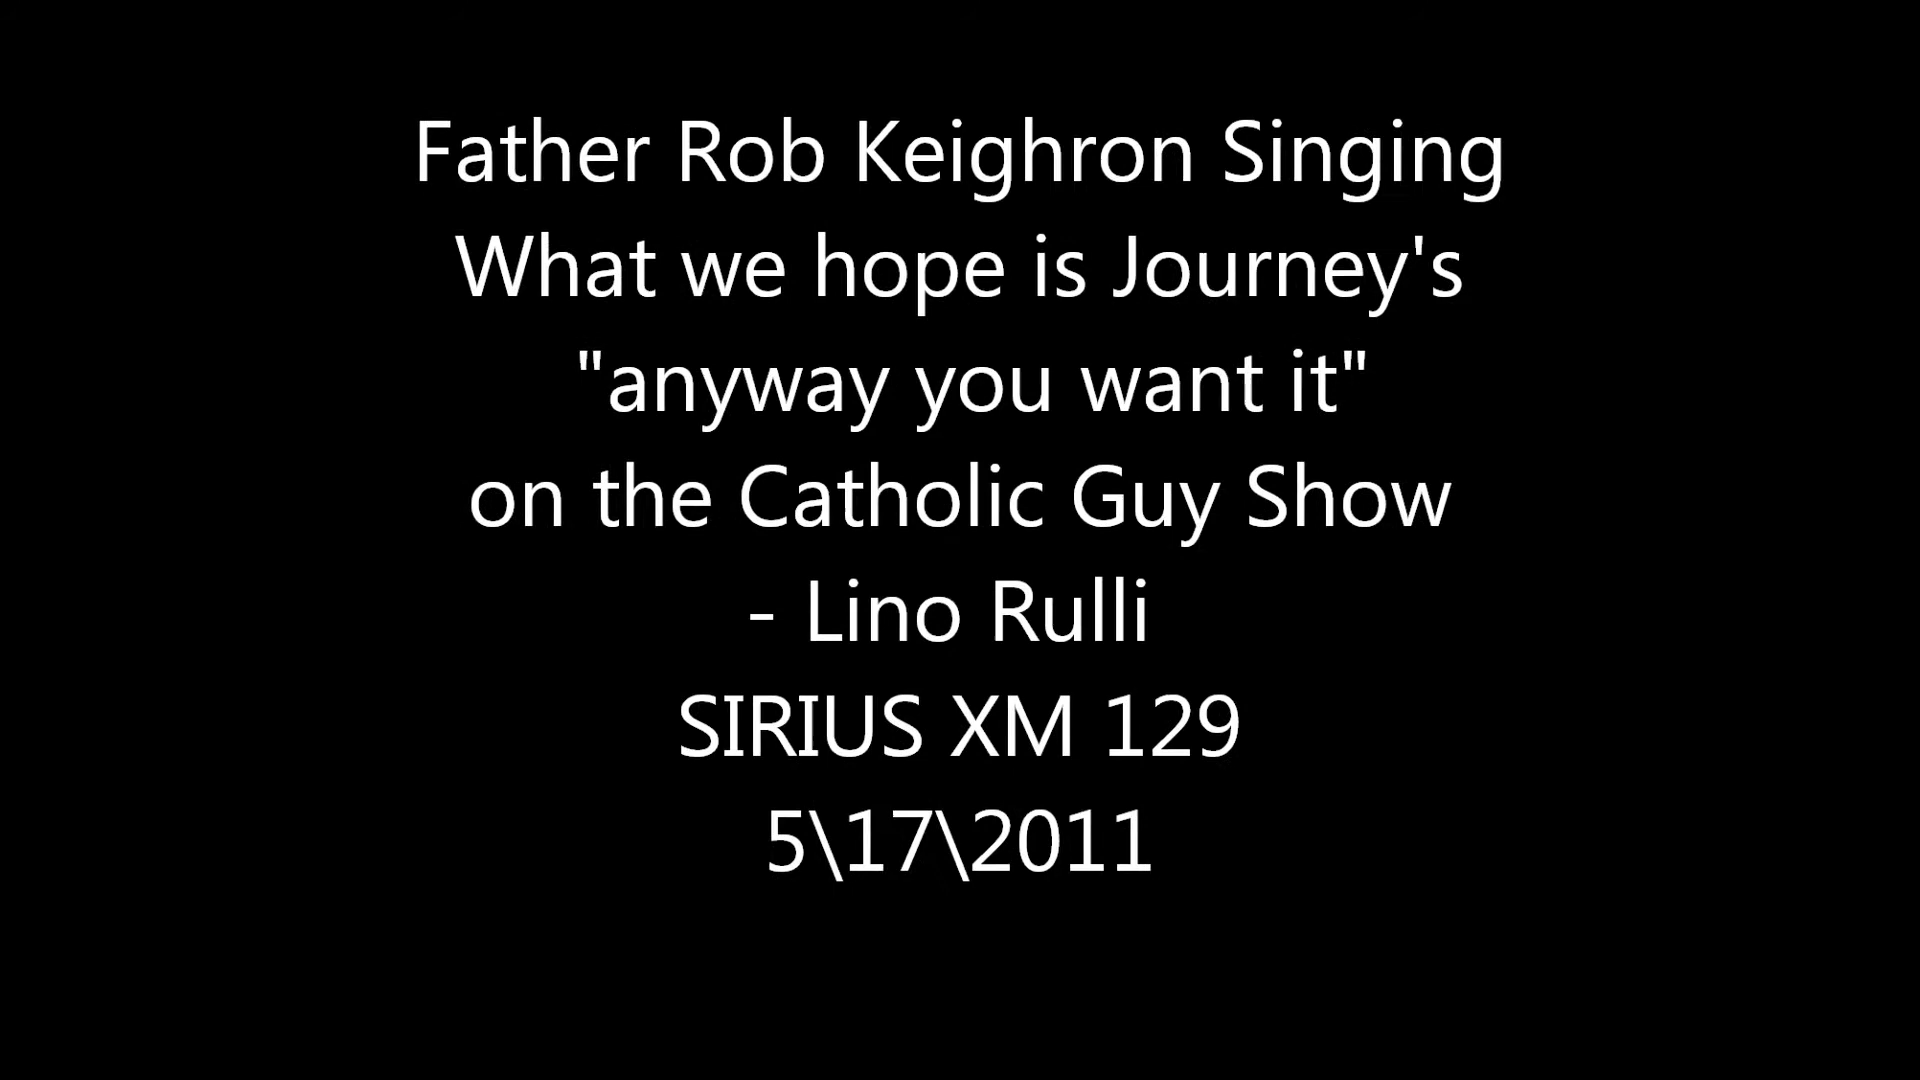 Father Rob Keighron Singing
What we hope is Journey's
"anyway you want it"
on the Catholic Guy Show
- Lino Rulli
SIRIUS XM 129
5\17\2011